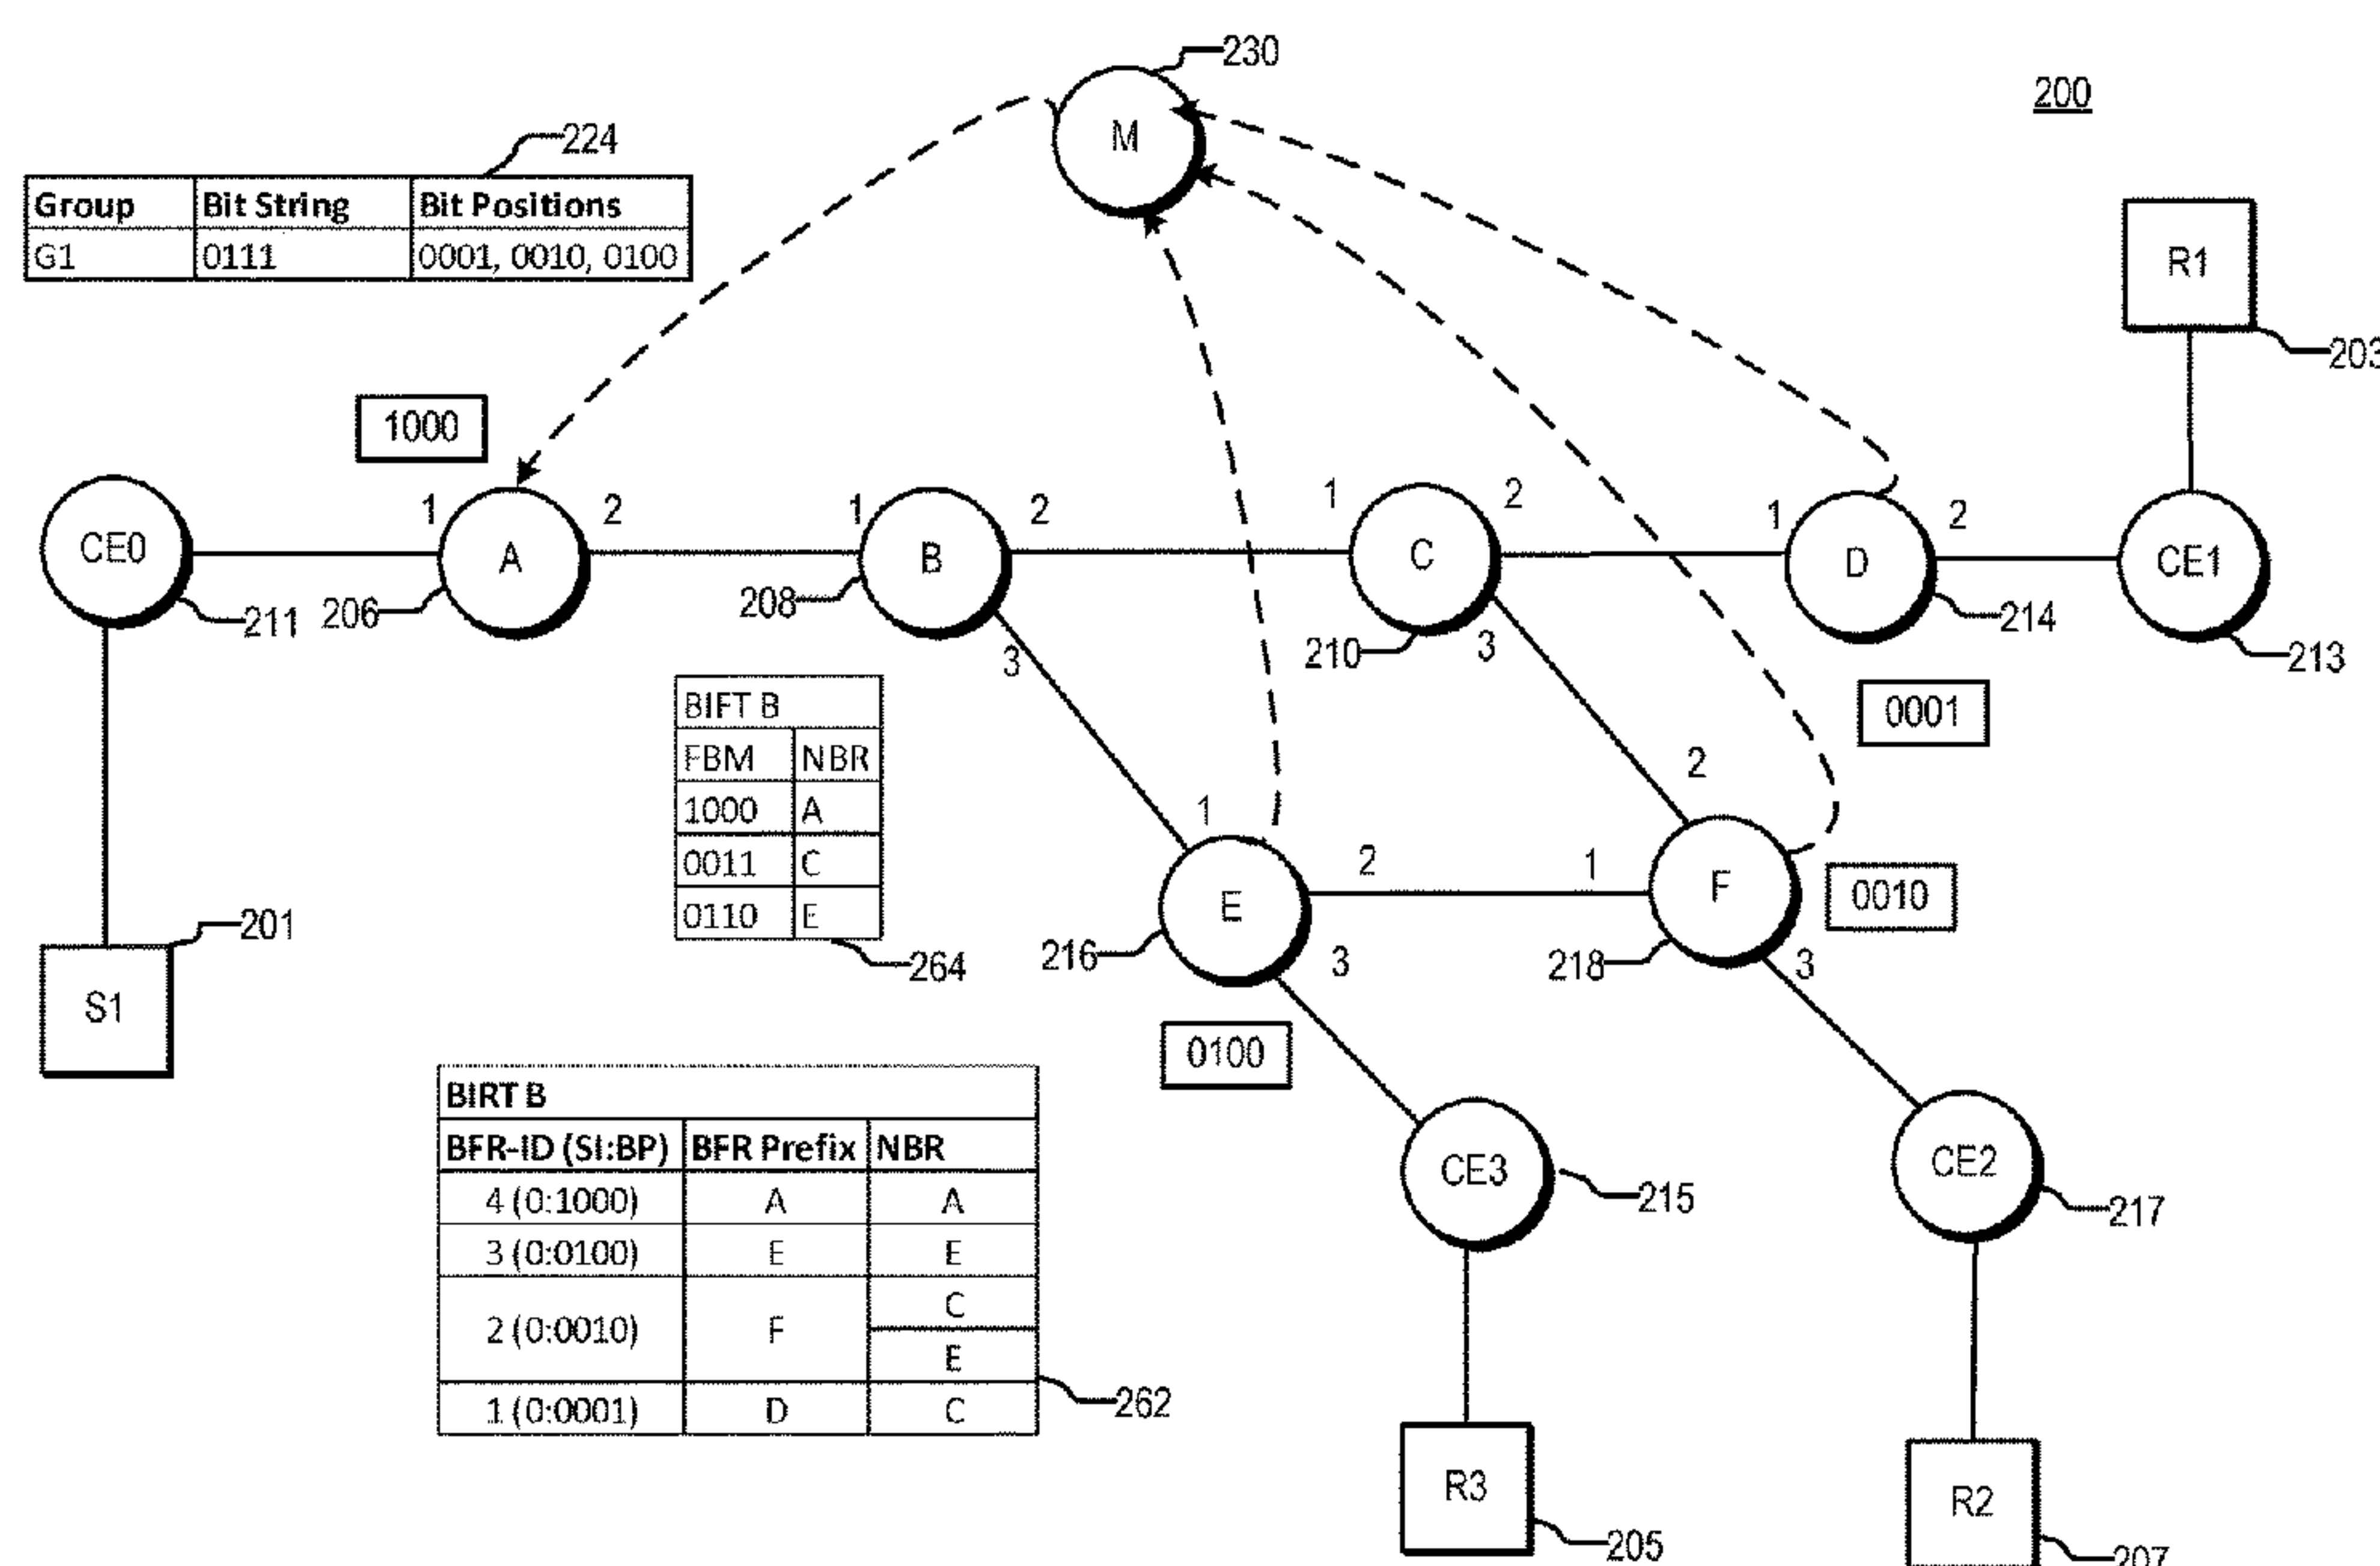 230
M
200
224
Group Bit String Bit Positions
G1 0111 0001, 0010, 0100
R1
203
1000
CE0 1 A 2 1 B 2 1 C 2 1 D 2 CE1
211 206 208 210 3 214 213
3
BIFT B
FBM NBR
1000 A
0011 C
0110 E
264
0001
2
1 E 2 1 F
0010
216 3 218 3
0100
201
S1
BIRT B
BFR-ID (SI:BP) BFR Prefix NBR
4 (0:1000) A A
3 (0:0100) E E
2 (0:0010) F C
E
1 (0:0001) D C
262
CE3
215
CE2
217
R3
205
R2
207